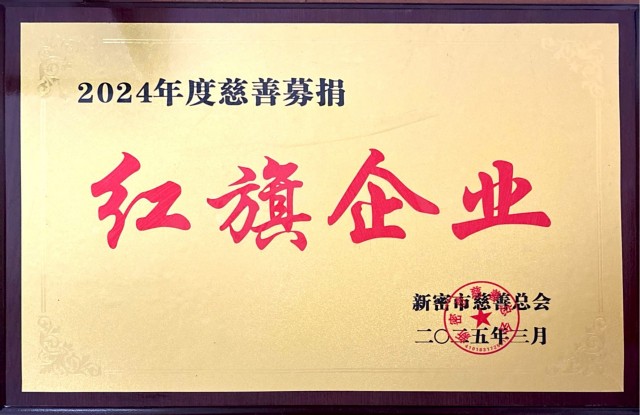 2024年度慈善募捐
红旗企业
新密市慈善总会
二〇二五年三月